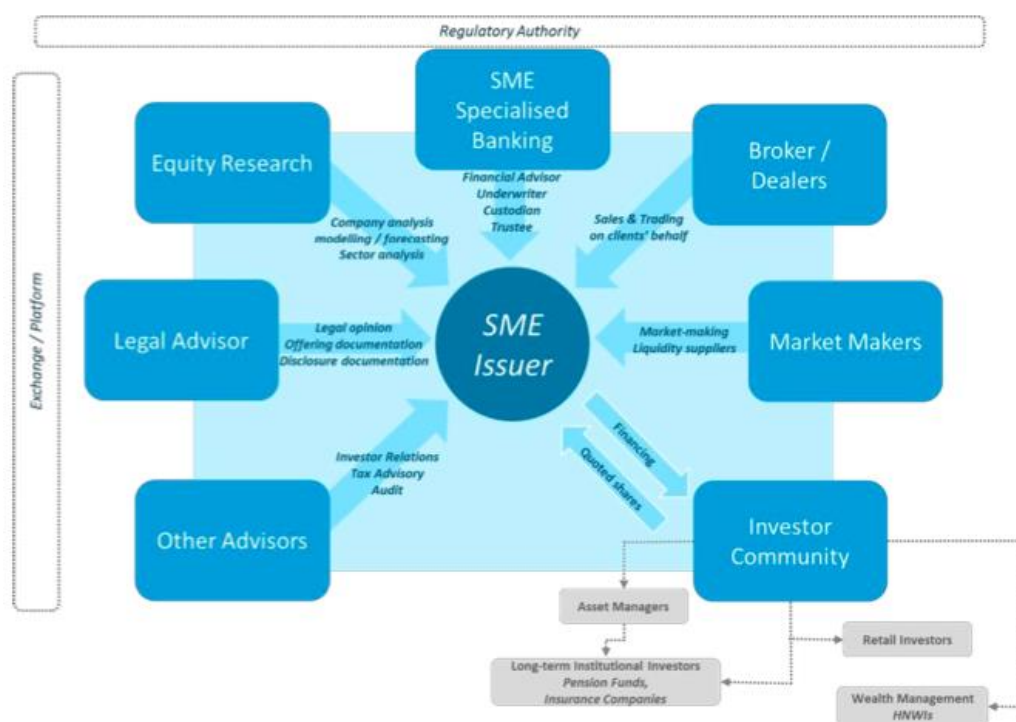 Regulatory Authority
Exchange / Platform
SME
Specialised
Banking
Equity Research
Broker /
Dealers
Financial Advisor
Underwriter
Custodian
Trustee
Company analysis
modelling / forecasting
Sector analysis
Sales & Trading
on clients' behalf
Legal Advisor
Legal opinion
Offering documentation
Disclosure documentation
SME
Issuer
Market-making
Liquidity suppliers
Market Makers
Financing
Quoted shares
Investor Relations
Tax Advisory
Audit
Other Advisors
Investor
Community
Asset Managers
Retail Investors
Long-term Institutional Investors
Pension Funds,
Insurance Companies
Wealth Management
HNWIs